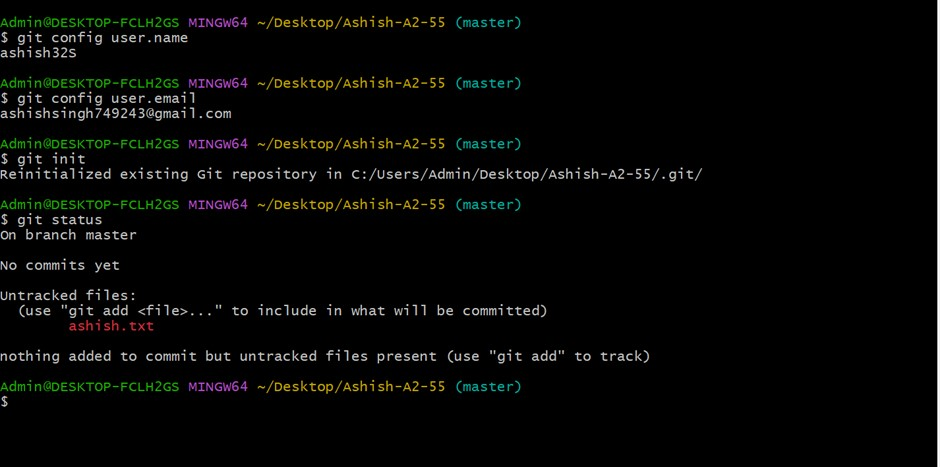 Admin@DESKTOP-FCLH2GS MINGW64 ~/Desktop/Ashish-A2-55 (master)
$ git config user.name
ashish32S
Admin@DESKTOP-FCLH2GS MINGW64 ~/Desktop/Ashish-A2-55 (master)
$ git config user.email
ashishsingh749243@gmail.com
Admin@DESKTOP-FCLH2GS MINGW64 ~/Desktop/Ashish-A2-55 (master)
$ git init
Reinitialized existing Git repository in C:/Users/Admin/Desktop/Ashish-A2-55/.git/
Admin@DESKTOP-FCLH2GS MINGW64 ~/Desktop/Ashish-A2-55 (master)
$ git status
On branch master
No commits yet
Untracked files:
(use "git add <file>..." to include in what will be committed)
ashish.txt
nothing added to commit but untracked files present (use "git add" to track)
Admin@DESKTOP-FCLH2GS MINGW64 ~/Desktop/Ashish-A2-55 (master)
$